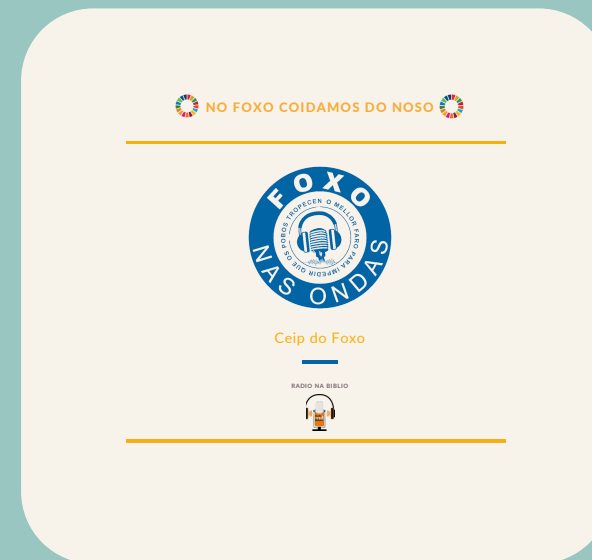 NO FOXO COIDAMOS DO NOSO
FOXO
O MELLOR FARO PARA IMPEDIR QUE OS POBOS TROPECEN
NAS ONDAS
Ceip do Foxo
RADIO NA BIBLIO